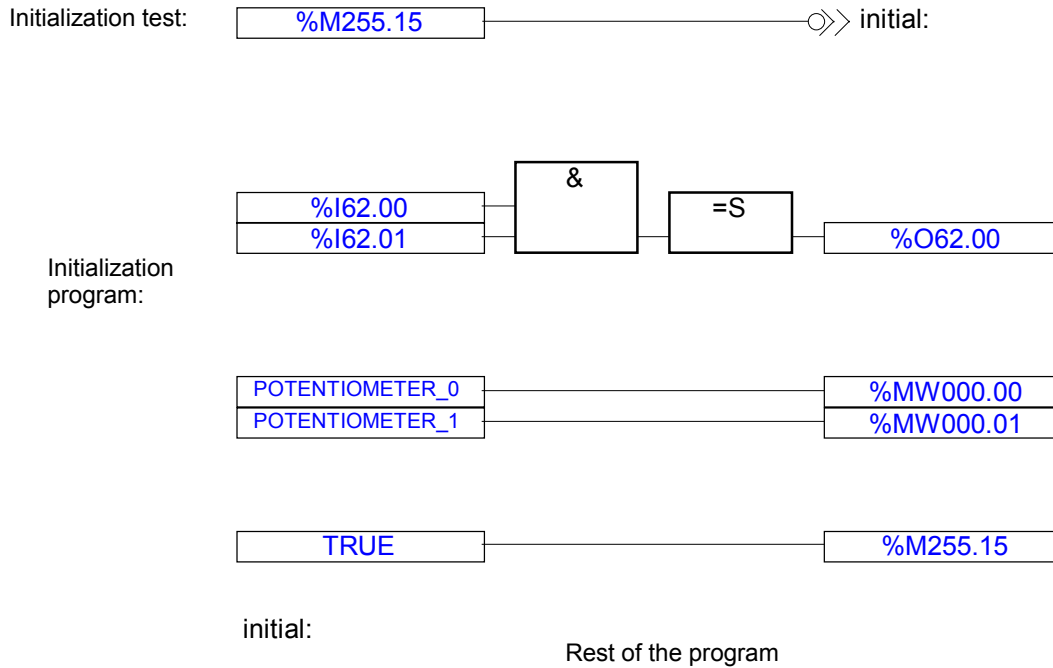 Initialization test: %M255.15 initial:
&
%I62.00 =S
%I62.01 %O62.00
Initialization
program:
POTENTIOMETER_0 %MW000.00
POTENTIOMETER_1 %MW000.01
TRUE %M255.15
initial:
Rest of the program